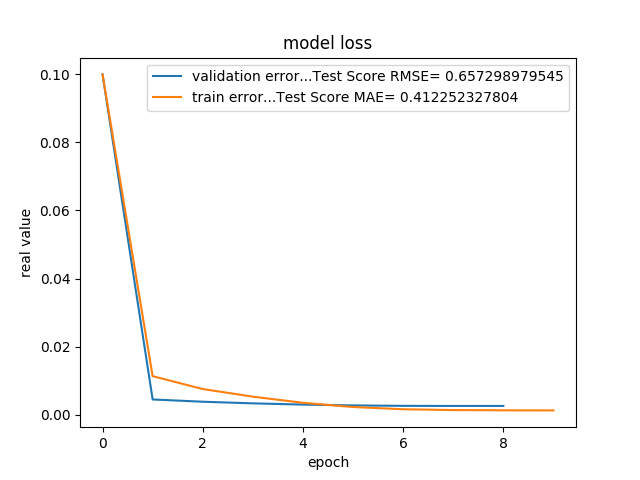 model loss
validation error...Test Score RMSE= 0.657298979545
train error...Test Score MAE= 0.412252327804
real value
0.10
0.08
0.06
0.04
0.02
0.00
0 2 4 6 8
epoch